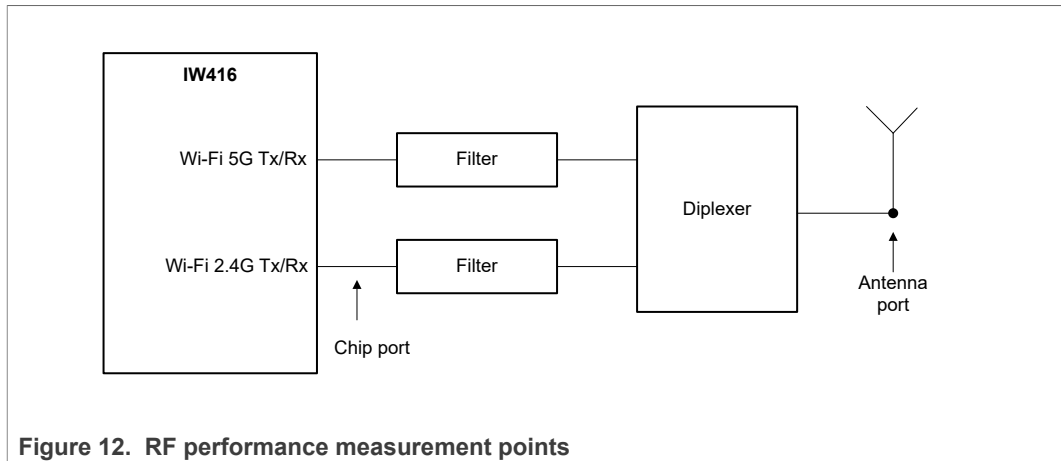 IW416
Wi-Fi 5G Tx/Rx
Filter
Diplexer
Wi-Fi 2.4G Tx/Rx
Filter
Chip port
Antenna
port
Figure 12. RF performance measurement points